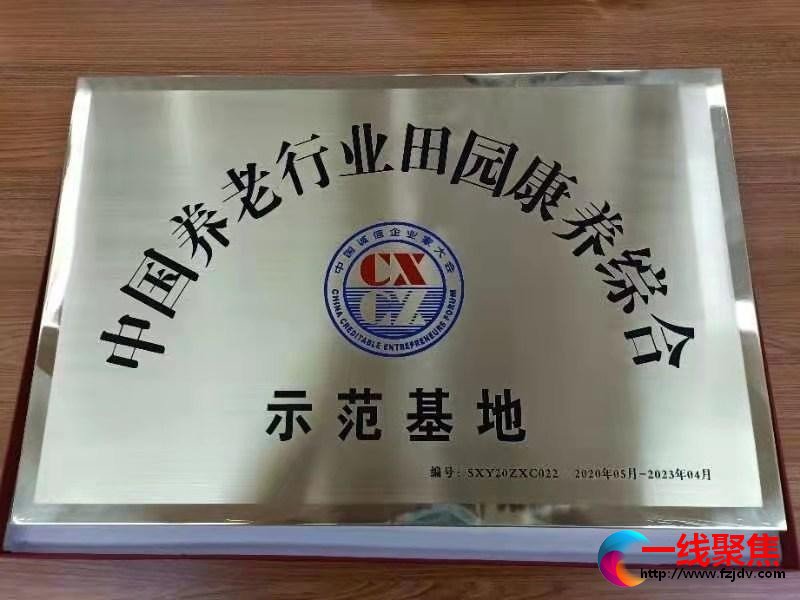 中国养老行业田园康养综合
中国诚信企业家大会
CX
CZ
CHINA CREDITABLE ENTREPRENEURS FORUM
示范基地
编号:SXY20ZXC022 2020年05月-2023年04月
一线聚焦
http://www.fzjdv.com